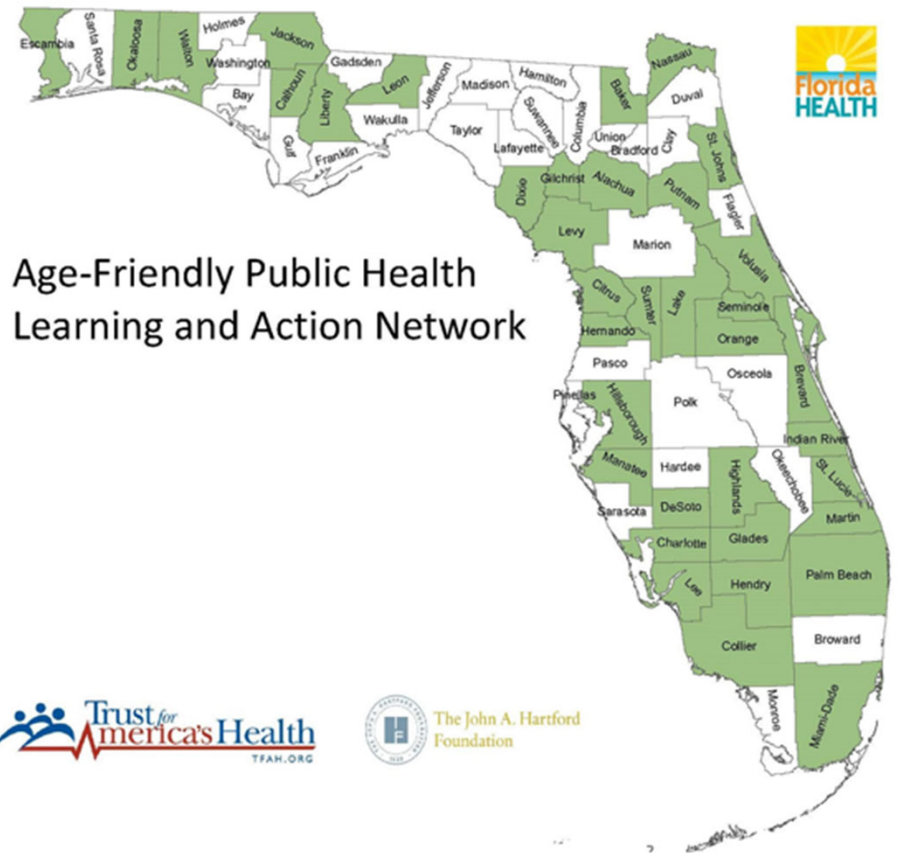 Escambia
Santa Rosa
Okaloosa
Walton
Holmes
Washington
Jackson
Bay
Calhoun
Gulf
Liberty
Gadsden
Franklin
Leon
Wakulla
Jefferson
Madison
Taylor
Hamilton
Suwannee
Lafayette
Columbia
Baker
Union
Bradford
Nassau
Duval
Clay
St. Johns
Florida
HEALTH
Dixie
Gilchrist
Alachua
Putnam
Flagler
Levy
Marion
Volusia
Age-Friendly Public Health
Learning and Action Network
Citrus
Sumter
Lake
Seminole
Hernando
Orange
Pasco
Osceola
Brevard
Pinellas
Hillsborough
Polk
Indian River
Manatee
Hardee
Highlands
Okeechobee
St. Lucie
Sarasota
DeSoto
Martin
Charlotte
Glades
Lee
Hendry
Palm Beach
Collier
Broward
Monroe
Miami-Dade
Trust for
America's Health
TFAH.ORG
The John A. Hartford
Foundation